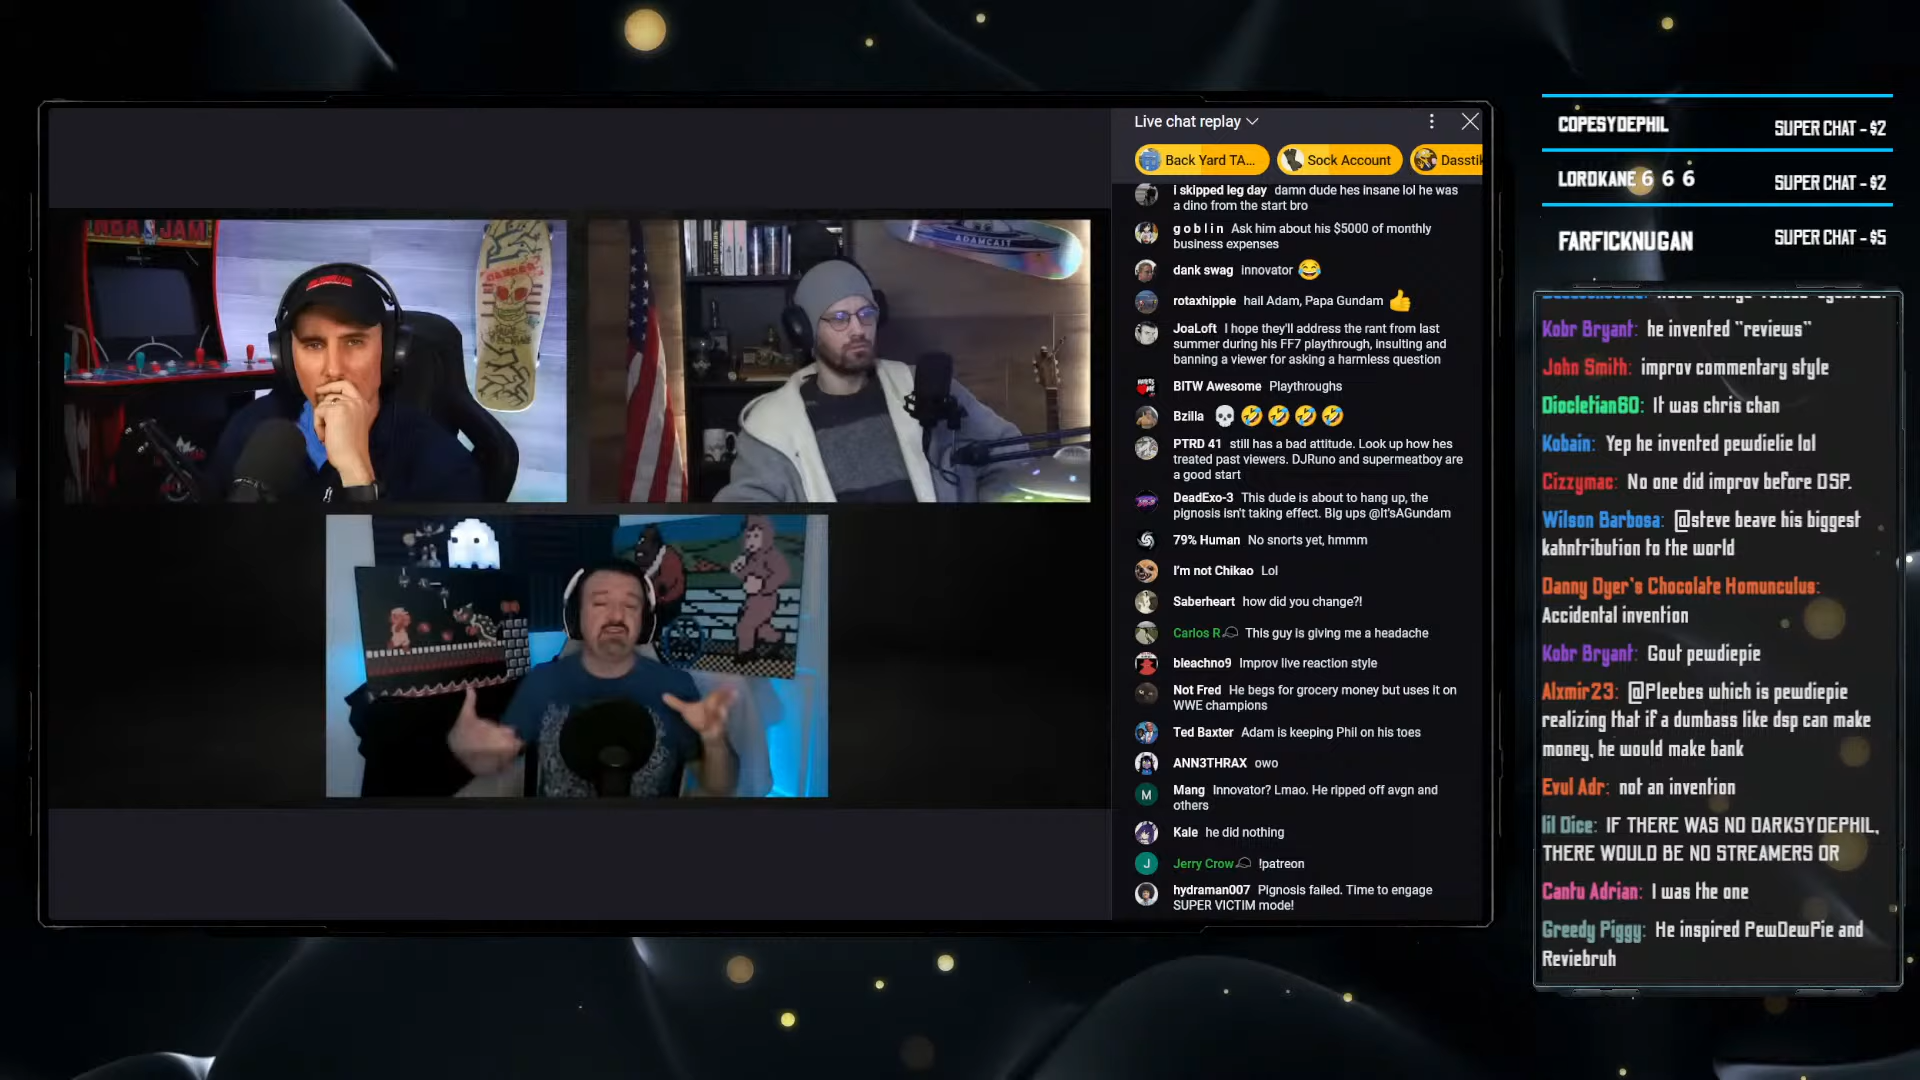 NBA JAM
ADAMCAST
Live chat replay
Back Yard TA...
Sock Account
Dasstik
i skipped leg day damn dude hes insane lol he was
a dino from the start bro
g o b l i n Ask him about his $5000 of monthly
business expenses
dank swag innovator 😂
rotaxhippie hail Adam, Papa Gundam 👍
JoaLoft I hope they'll address the rant from last
summer during his FF7 playthrough, insulting and
banning a viewer for asking a harmless question
BITW Awesome Playthroughs
Bzilla 💀🤣🤣🤣🤣
PTRD 41 still has a bad attitude. Look up how hes
treated past viewers. DJRuno and supermeatboy are
a good start
DeadExo-3 This dude is about to hang up, the
pignosis isn't taking effect. Big ups @It'sAGundam
79% Human No snorts yet, hmmm
I'm not Chikao Lol
Saberheart how did you change?!
Carlos R This guy is giving me a headache
bleachno9 Improv live reaction style
Not Fred He begs for grocery money but uses it on
WWE champions
Ted Baxter Adam is keeping Phil on his toes
ANN3THRAX owo
Mang Innovator? Lmao. He ripped off avgn and
others
Kale he did nothing
Jerry Crow !patreon
hydraman007 Pignosis failed. Time to engage
SUPER VICTIM mode!
COPESYDEPHIL SUPER CHAT - $2
LORDKANE 6 6 6 SUPER CHAT - $2
FARFICKNUGAN SUPER CHAT - $5
Kobr Bryant: he invented "reviews"
John Smith: improv commentary style
Diocletian60: It was chris chan
Kobain: Yep he invented pewdielie lol
Cizzymac: No one did improv before DSP.
Wilson Barbosa: @steve beave his biggest
kahntribution to the world
Danny Dyer's Chocolate Homunculus:
Accidental invention
Kobr Bryant: Gout pewdiepie
Alxmir23: @Pleebes which is pewdiepie
realizing that if a dumbass like dsp can make
money, he would make bank
Evul Adr: not an invention
lil Dice: IF THERE WAS NO DARKSYDEPHIL,
THERE WOULD BE NO STREAMERS OR
Cantu Adrian: I was the one
Greedy Piggy: He inspired PewDewPie and
Reviebruh